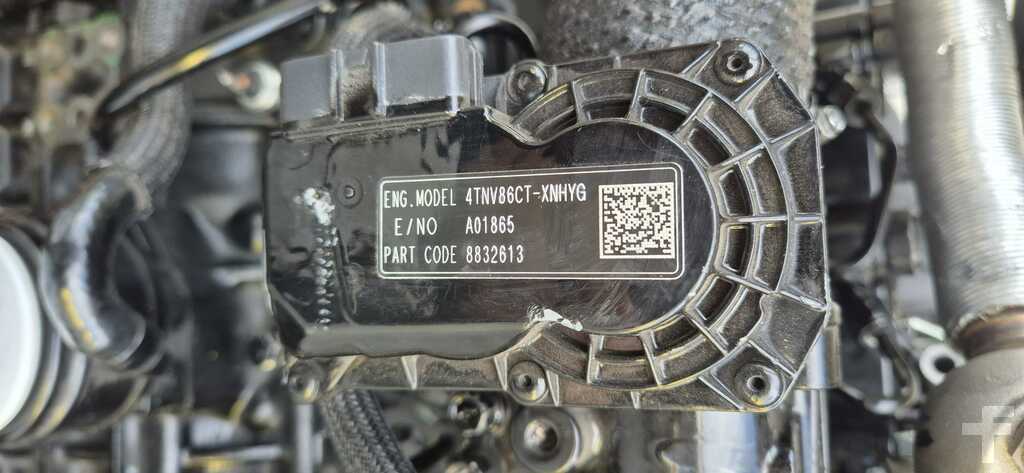 ENG.MODEL 4TNV86CT-XNHYG
E/NO A01865
PART CODE 8832613